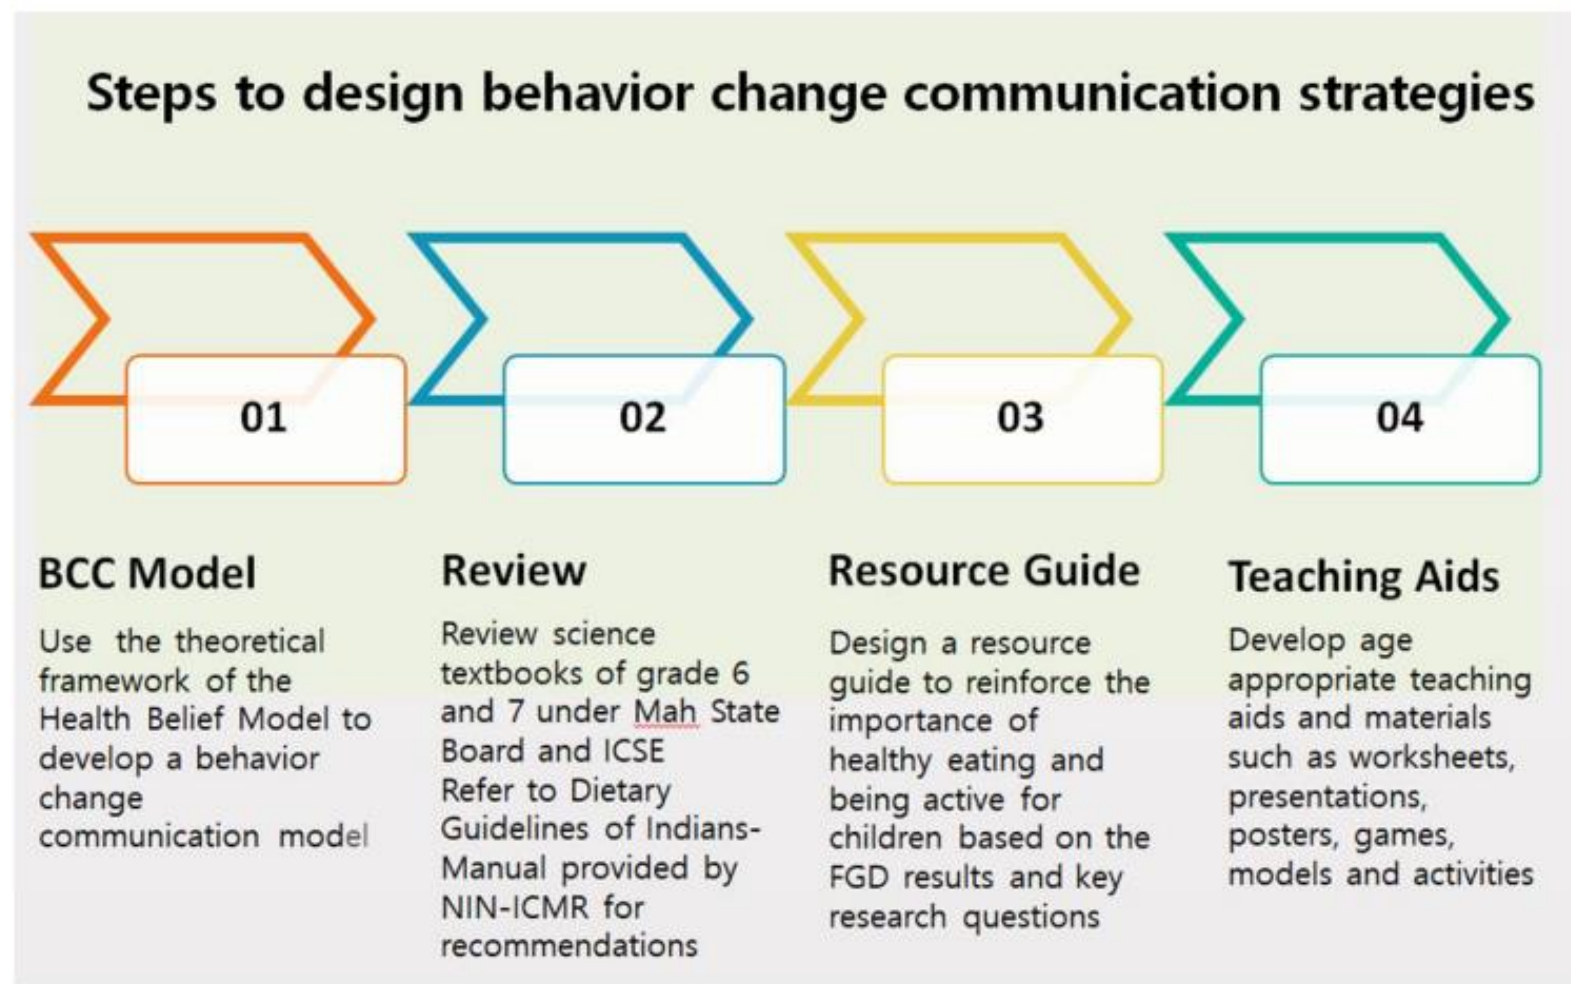 Steps to design behavior change communication strategies
01
02
03
04
BCC Model
Use the theoretical
framework of the
Health Belief Model to
develop a behavior
change
communication model
Review
Review science
textbooks of grade 6
and 7 under Mah State
Board and ICSE
Refer to Dietary
Guidelines of Indians-
Manual provided by
NIN-ICMR for
recommendations
Resource Guide
Design a resource
guide to reinforce the
importance of
healthy eating and
being active for
children based on the
FGD results and key
research questions
Teaching Aids
Develop age
appropriate teaching
aids and materials
such as worksheets,
presentations,
posters, games,
models and activities